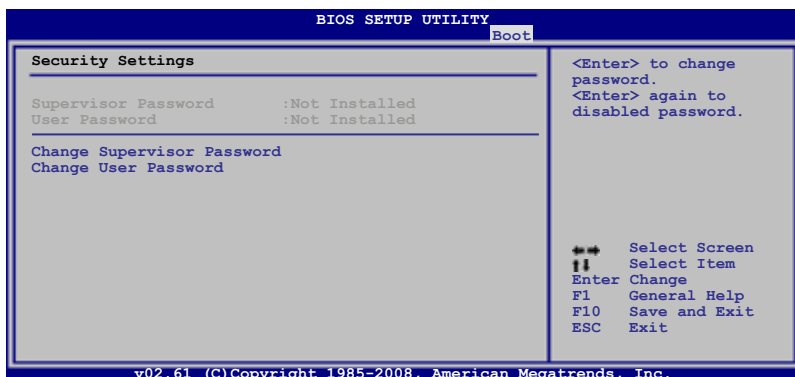 BIOS SETUP UTILITY
Boot
Security Settings
Supervisor Password :Not Installed
User Password :Not Installed
Change Supervisor Password
Change User Password
<Enter> to change
password.
<Enter> again to
disabled password.
Select Screen
Select Item
Enter Change
F1 General Help
F10 Save and Exit
ESC Exit
v02.61 (C)Copyright 1985-2008, American Megatrends, Inc.